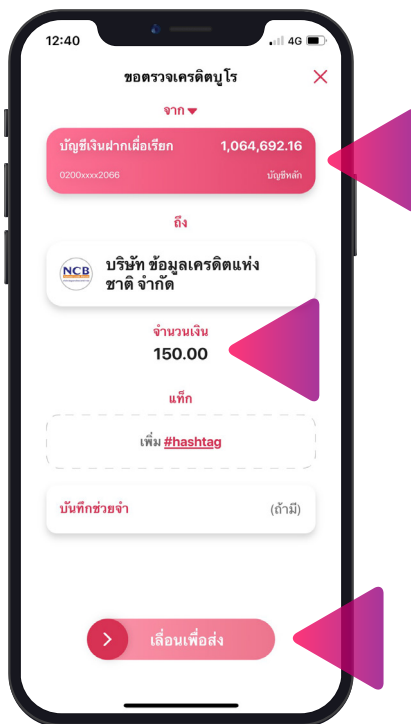 12:40
4G
ขอตรวจเครดิตบูโร
จาก
บัญชีเงินฝากเผื่อเรียก 1,064,692.16
0200xxxx2066 บัญชีหลัก
ถึง
NCB
บริษัท ข้อมูลเครดิตแห่ง
ชาติ จำกัด
จำนวนเงิน
150.00
แท็ก
เพิ่ม #hashtag
บันทึกช่วยจำ (ถ้ามี)
เลื่อนเพื่อส่ง